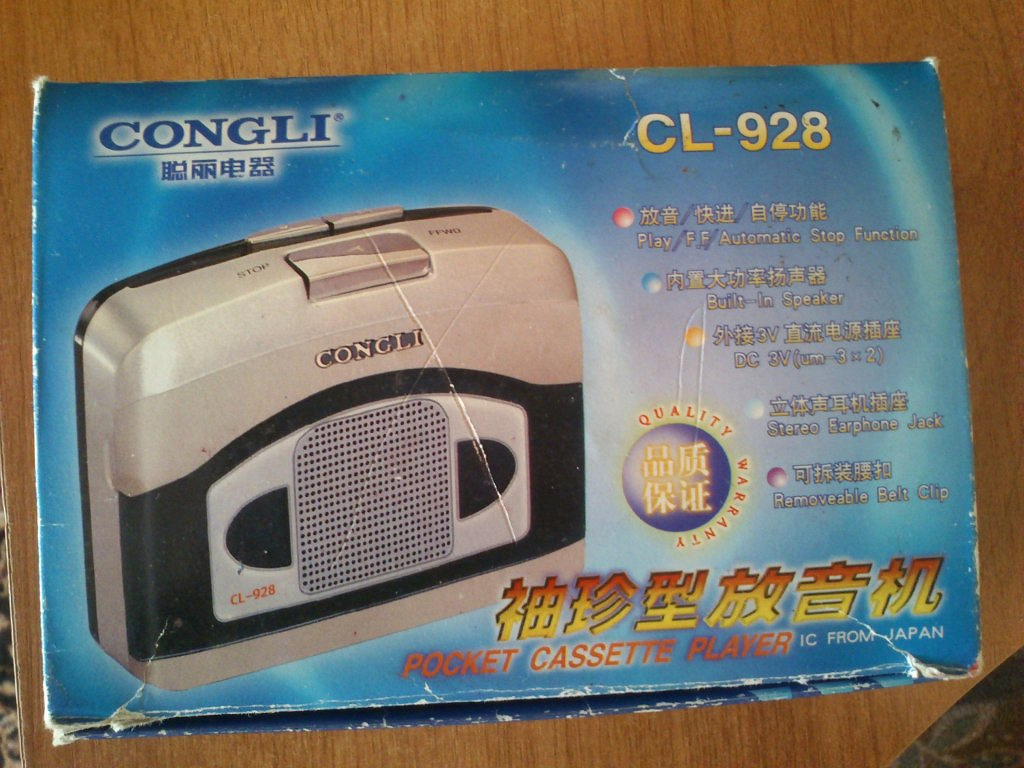 CONGLI®
聪丽电器
CL-928
放音/快进/自停功能
Play/F.F/Automatic Stop Function
内置大功率扬声器
Built-In Speaker
外接3V直流电源插座
DC 3V(um-3×2)
立体声耳机插座
Stereo Earphone Jack
可拆装腰扣
Removeable Belt Clip
STOP
FFWD
CONGLI
CL-928
QUALITY WARRANTY
品质
保证
袖珍型放音机
POCKET CASSETTE PLAYER IC FROM JAPAN